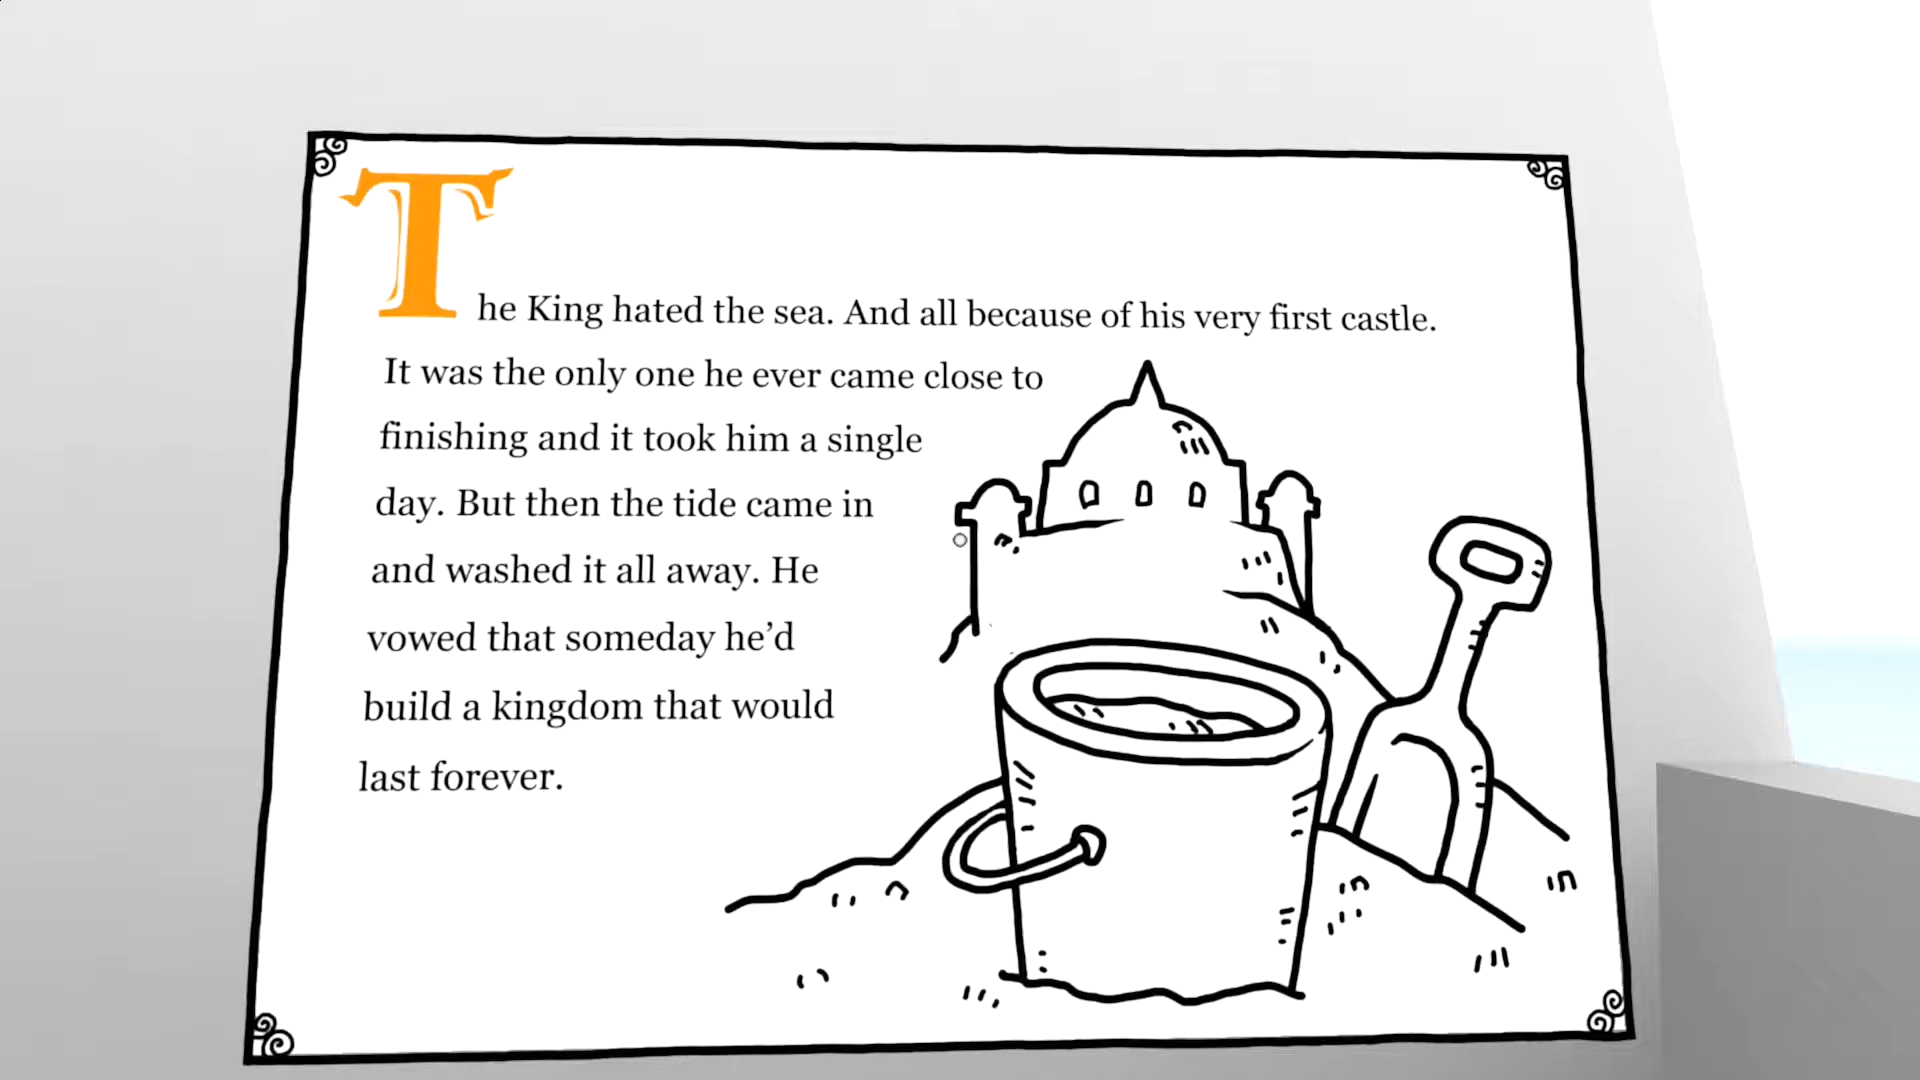 The King hated the sea. And all because of his very first castle.
It was the only one he ever came close to
finishing and it took him a single
day. But then the tide came in
and washed it all away. He
vowed that someday he’d
build a kingdom that would
last forever.